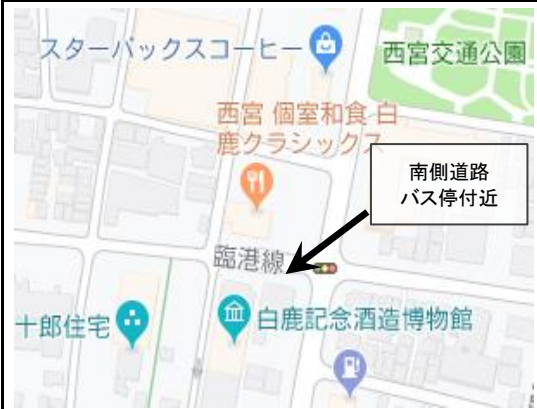 スターバックスコーヒー
西宮交通公園
西宮 個室和食 白
鹿クラシックス
南側道路
バス停付近
臨港線
十郎住宅
白鹿記念酒造博物館